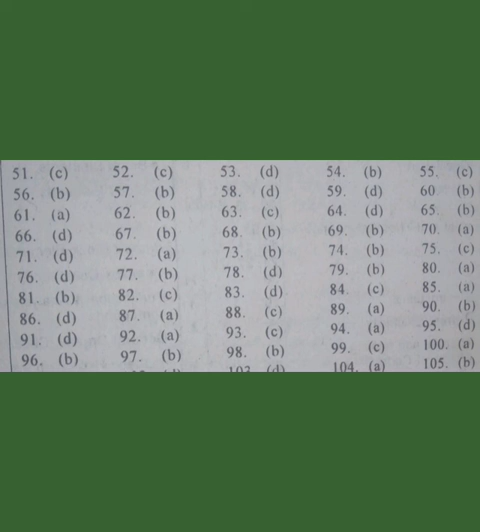 51. (c) 52. (c) 53. (d) 54. (b) 55. (c)
56. (b) 57. (b) 58. (d) 59. (d) 60 (b)
61. (a) 62. (b) 63. (c) 64. (d) 65. (b)
66. (d) 67. (b) 68. (b) 69. (b) 70. (a)
71. (d) 72. (a) 73. (b) 74. (b) 75. (c)
76. (d) 77. (b) 78. (d) 79. (b) 80. (a)
81. (b) 82. (c) 83. (d) 84. (c) 85. (a)
86. (d) 87. (a) 88. (c) 89. (a) 90. (b)
91. (d) 92. (a) 93. (c) 94. (a) 95. (d)
96. (b) 97. (b) 98. (b) 99. (c) 100. (a)
103. (d) 104. (a) 105. (b)